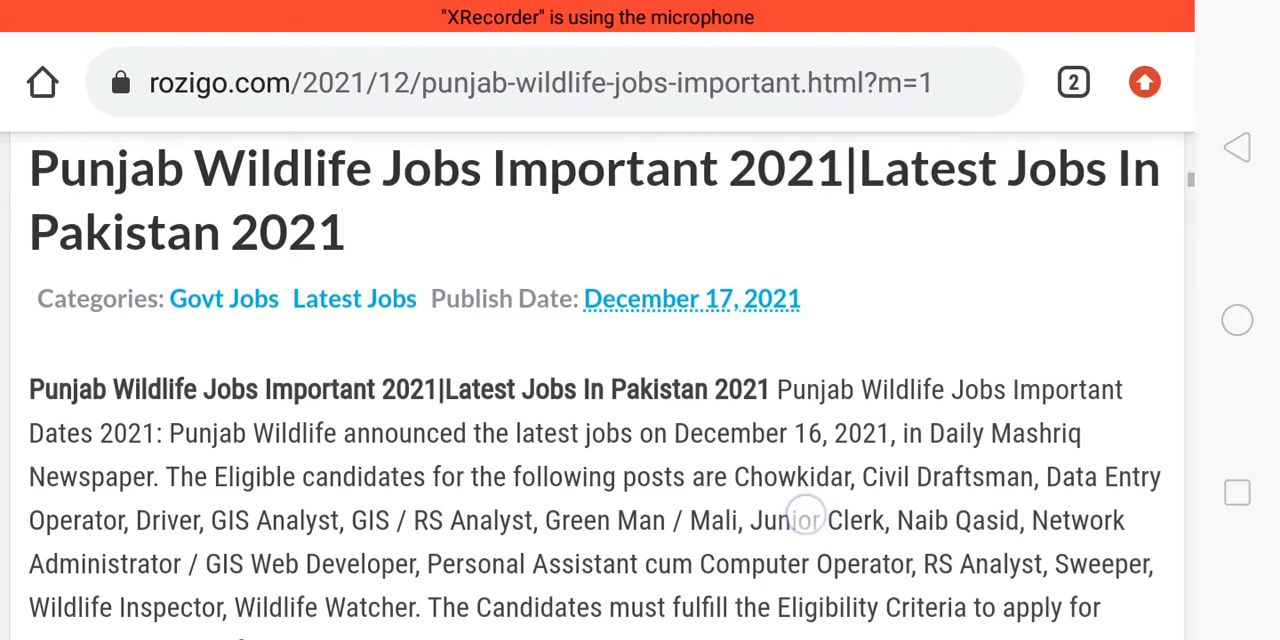 "XRecorder" is using the microphone
rozigo.com/2021/12/punjab-wildlife-jobs-important.html?m=1
2
Punjab Wildlife Jobs Important 2021|Latest Jobs In
Pakistan 2021
Categories: Govt Jobs Latest Jobs Publish Date: December 17, 2021
Punjab Wildlife Jobs Important 2021|Latest Jobs In Pakistan 2021 Punjab Wildlife Jobs Important
Dates 2021: Punjab Wildlife announced the latest jobs on December 16, 2021, in Daily Mashriq
Newspaper. The Eligible candidates for the following posts are Chowkidar, Civil Draftsman, Data Entry
Operator, Driver, GIS Analyst, GIS / RS Analyst, Green Man / Mali, Junior Clerk, Naib Qasid, Network
Administrator / GIS Web Developer, Personal Assistant cum Computer Operator, RS Analyst, Sweeper,
Wildlife Inspector, Wildlife Watcher. The Candidates must fulfill the Eligibility Criteria to apply for